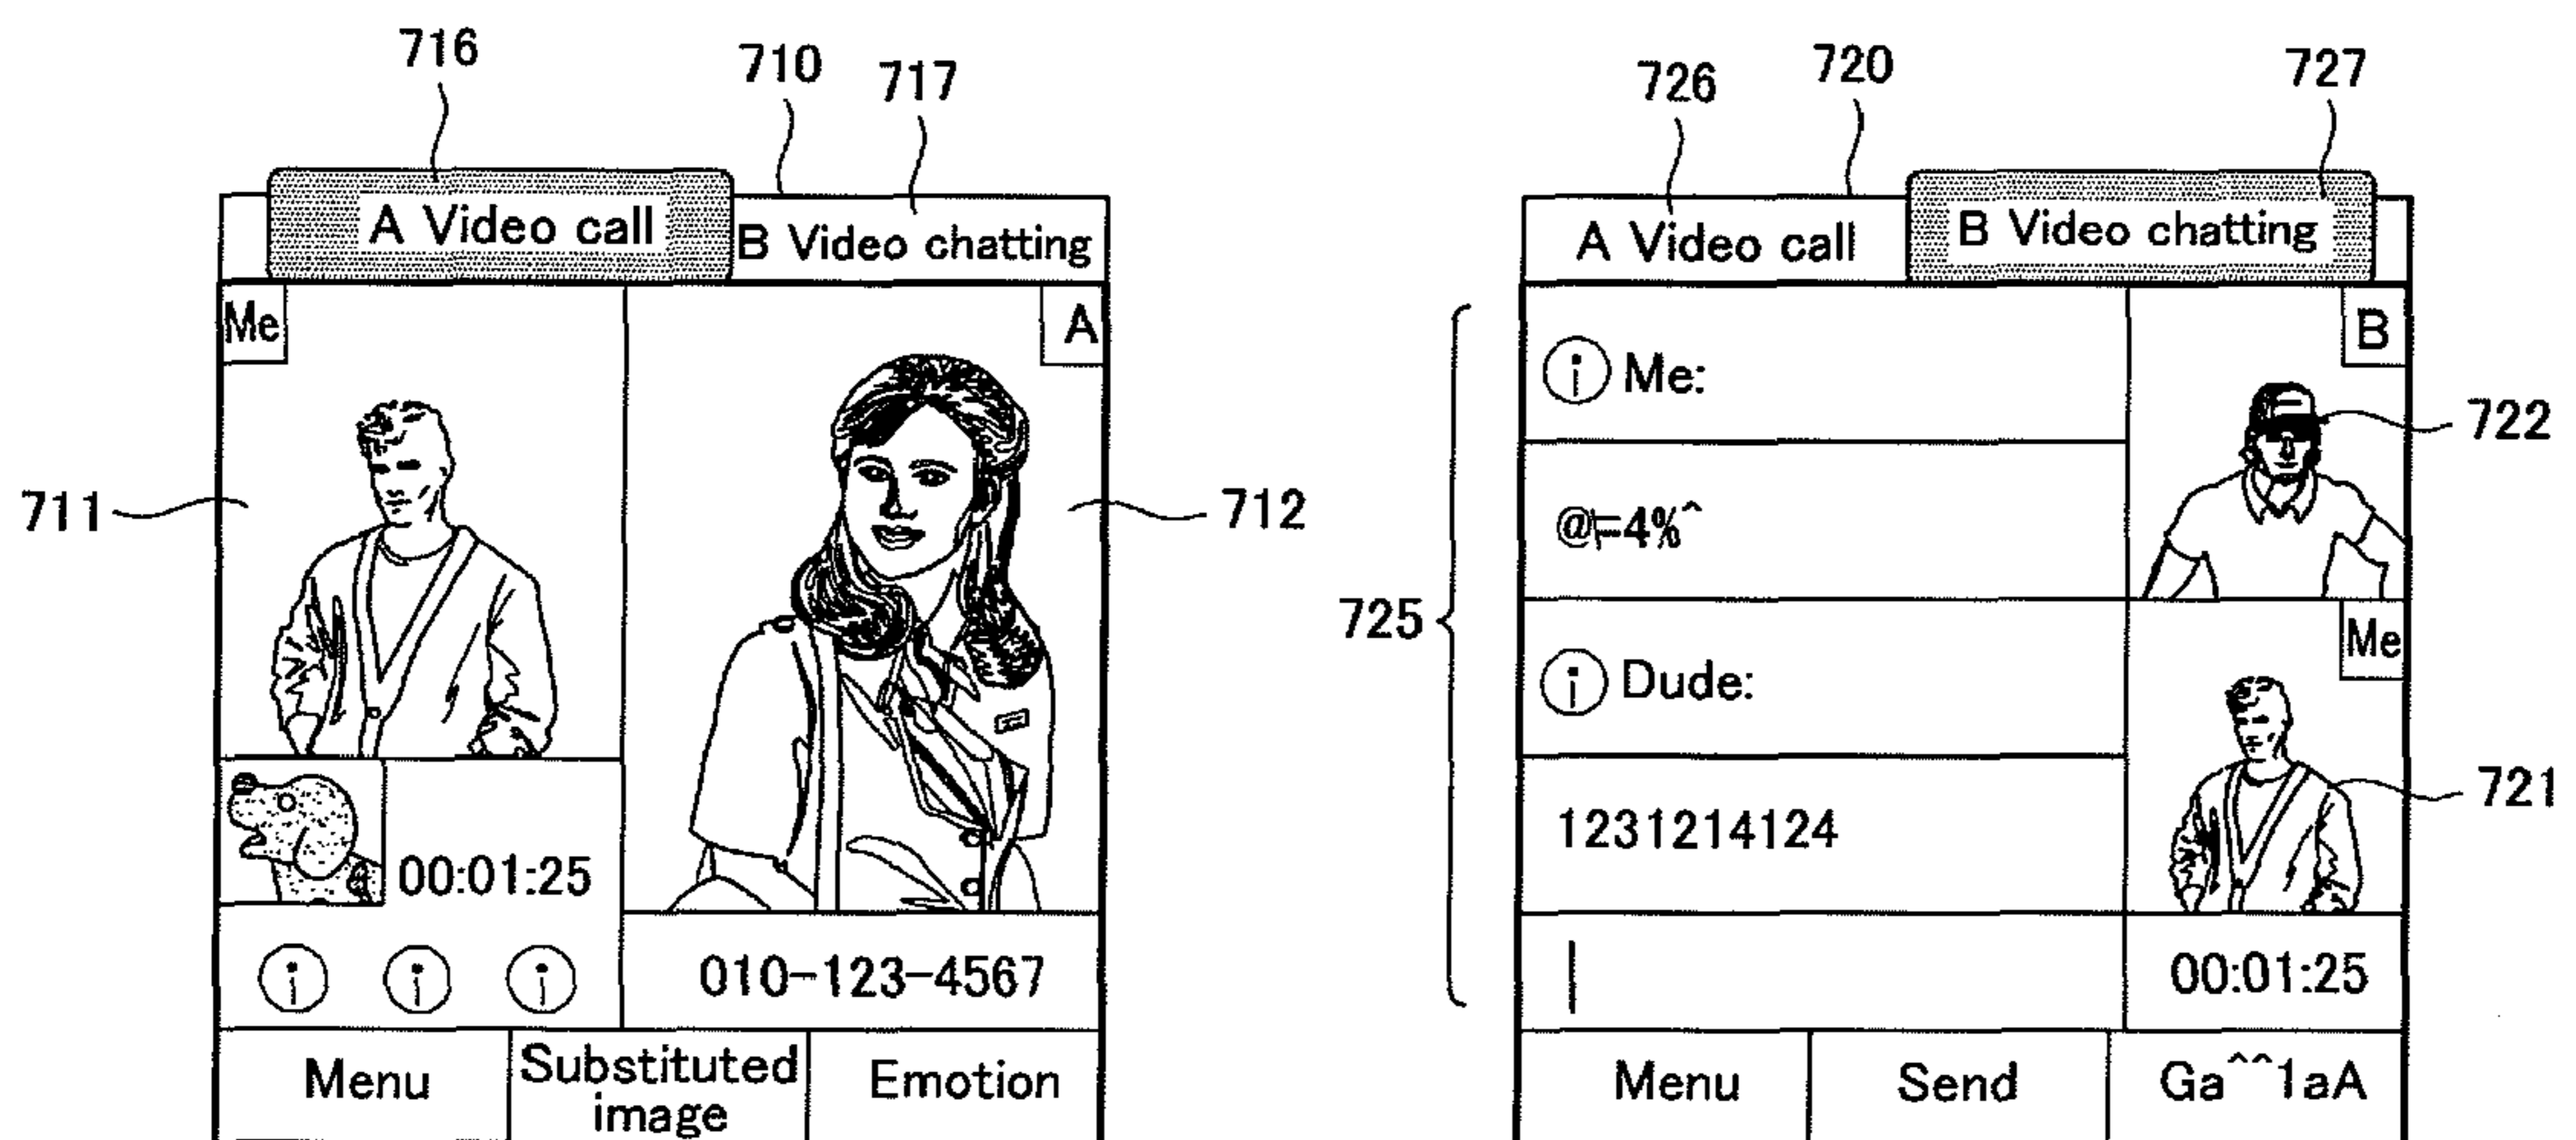 716
710
717
A Video call
B Video chatting
Me
A
711
712
00:01:25
010-123-4567
Menu
Substituted
image
Emotion
726
720
727
A Video call
B Video chatting
B
Me:
722
725
Me
Dude:
721
1231214124
00:01:25
Menu
Send
Ga^^1aA